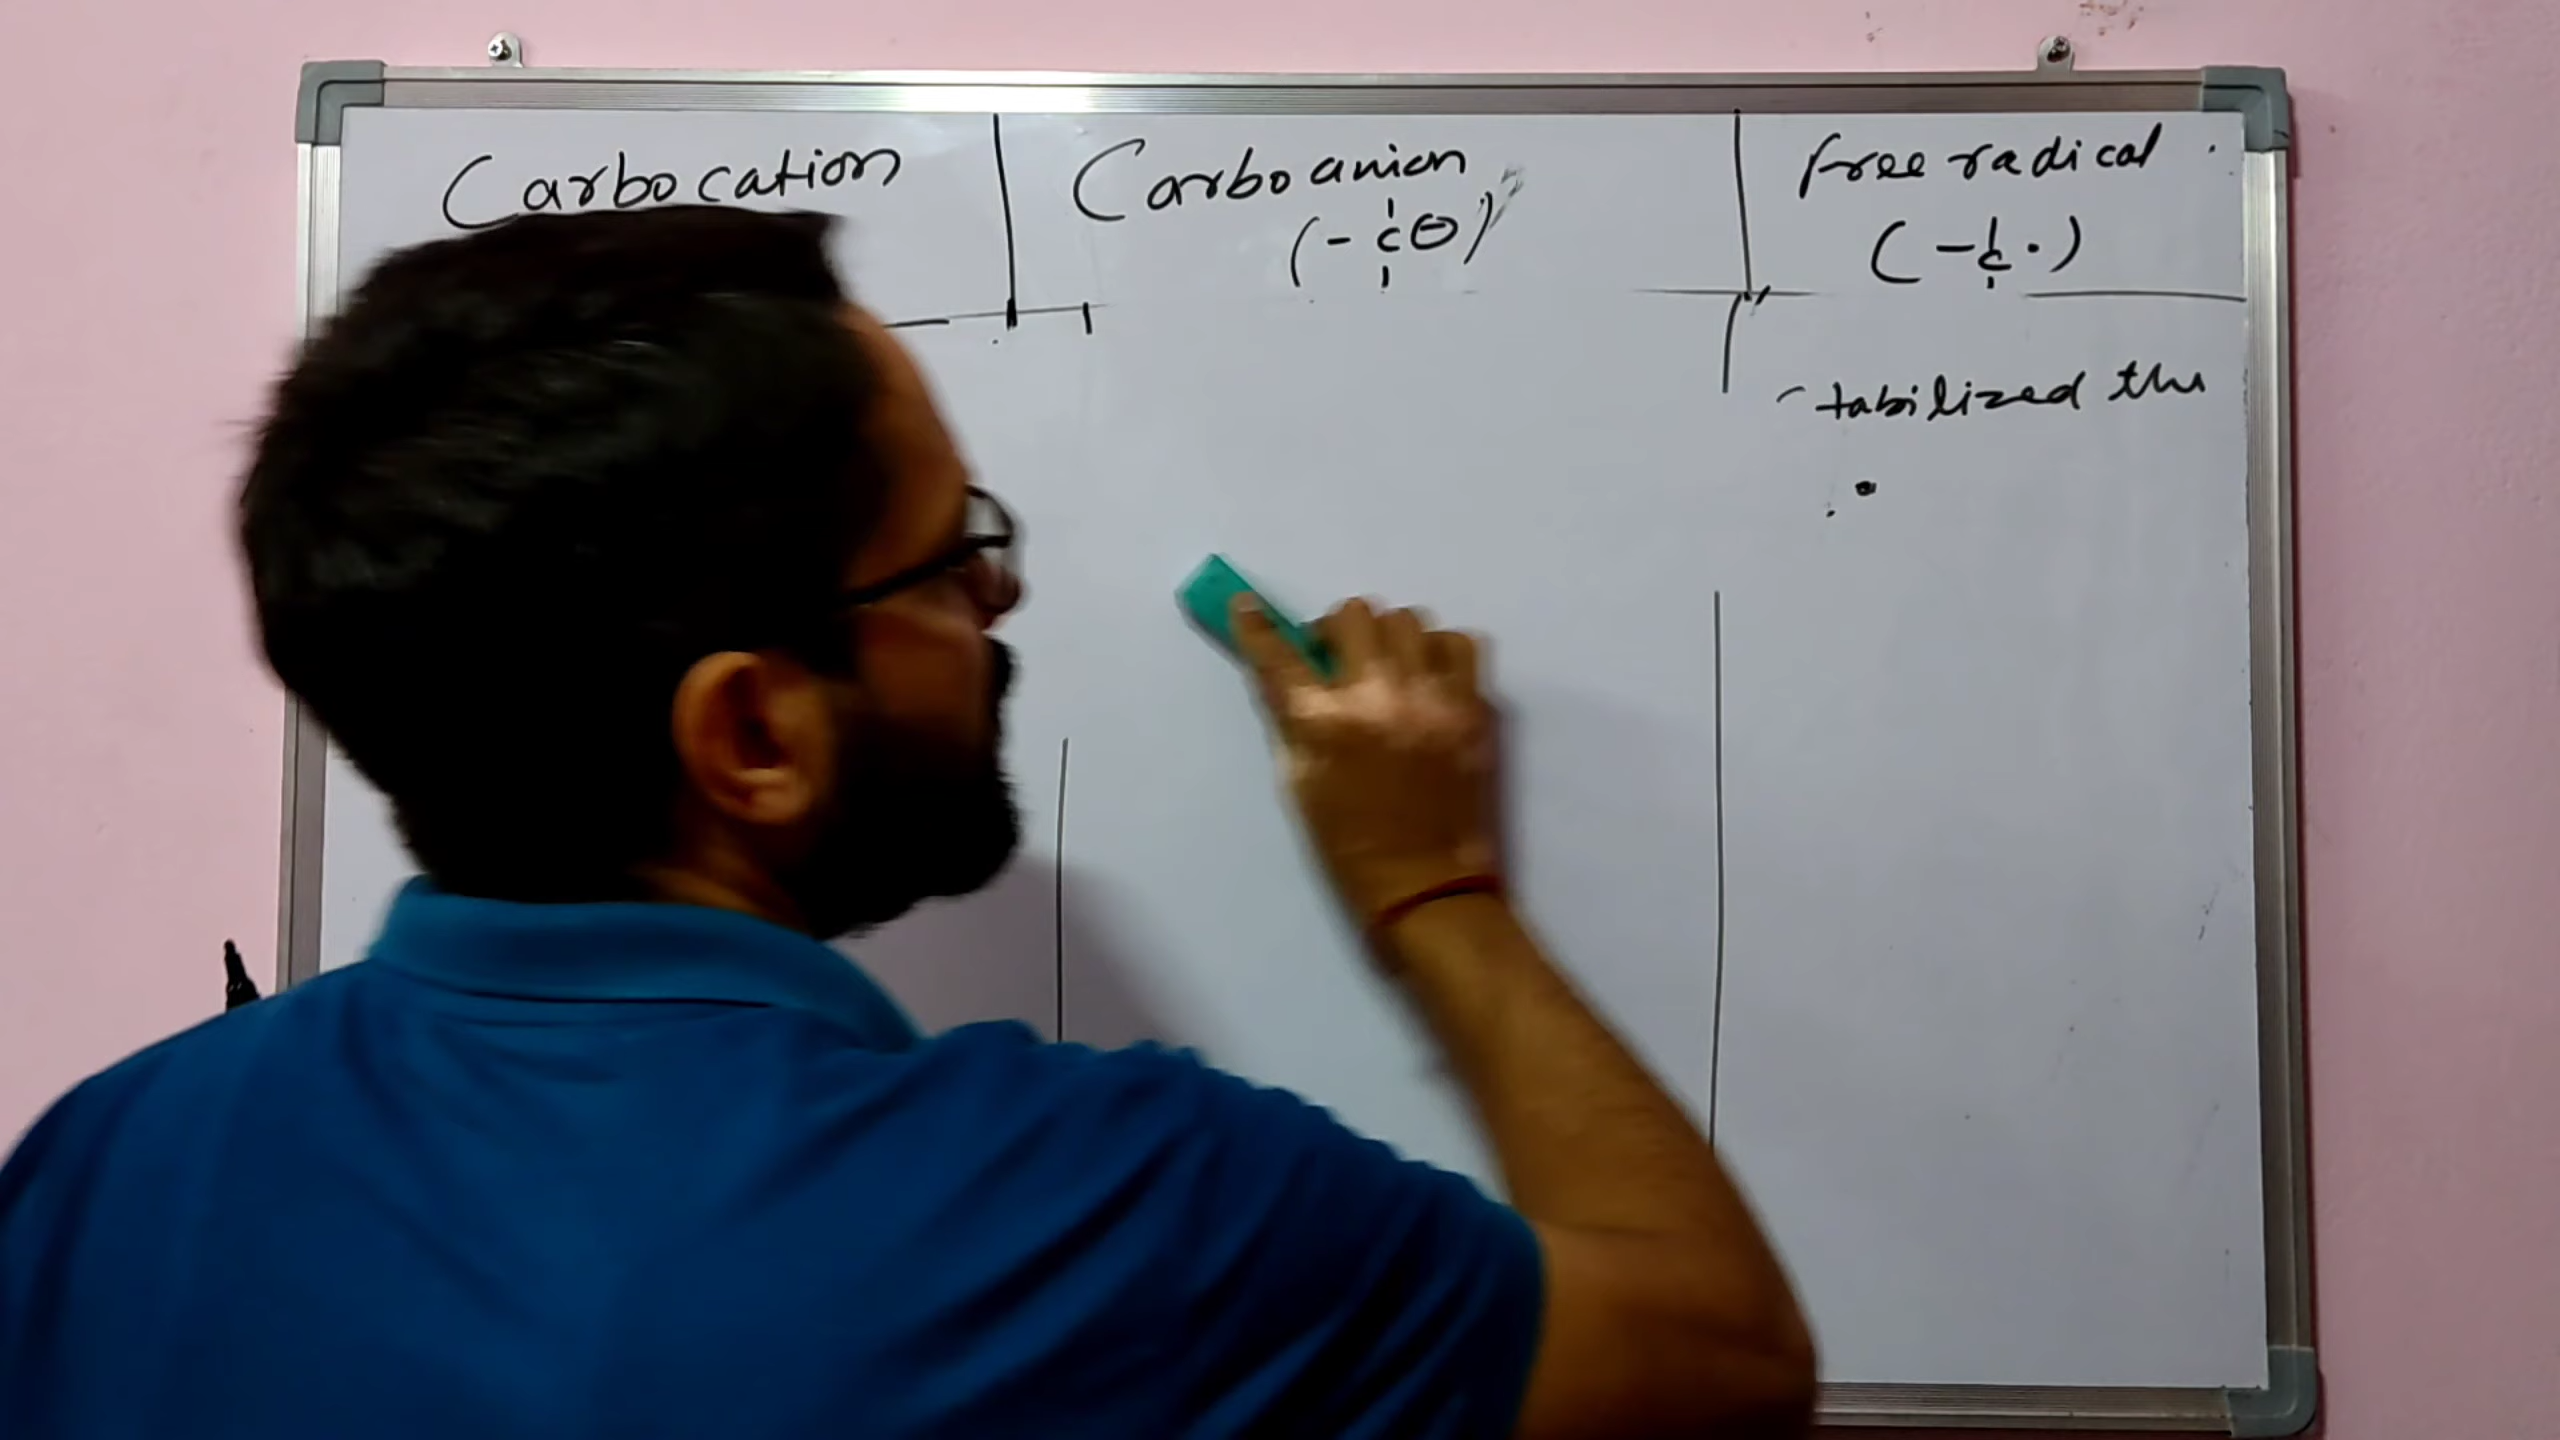 Carbocation
Carboanion
(-C⊖)
free radical
(-C·)
tabilized the